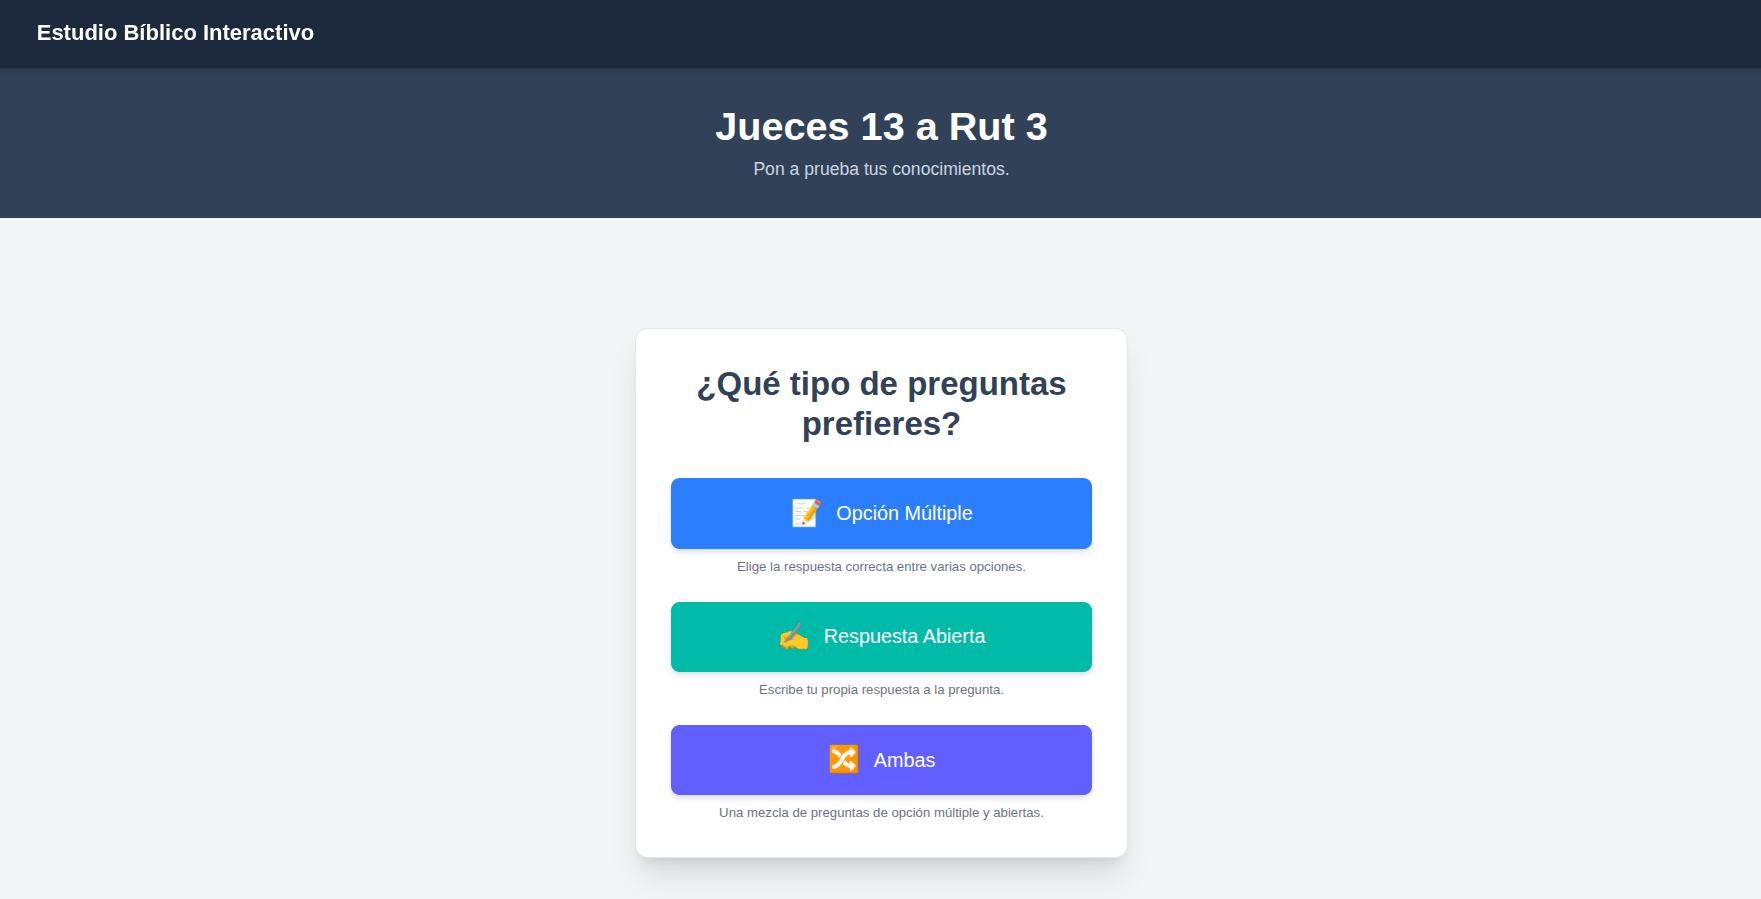 Estudio Bíblico Interactivo
Jueces 13 a Rut 3
Pon a prueba tus conocimientos.
¿Qué tipo de preguntas
prefieres?
Opción Múltiple
Elige la respuesta correcta entre varias opciones.
Respuesta Abierta
Escribe tu propia respuesta a la pregunta.
Ambas
Una mezcla de preguntas de opción múltiple y abiertas.